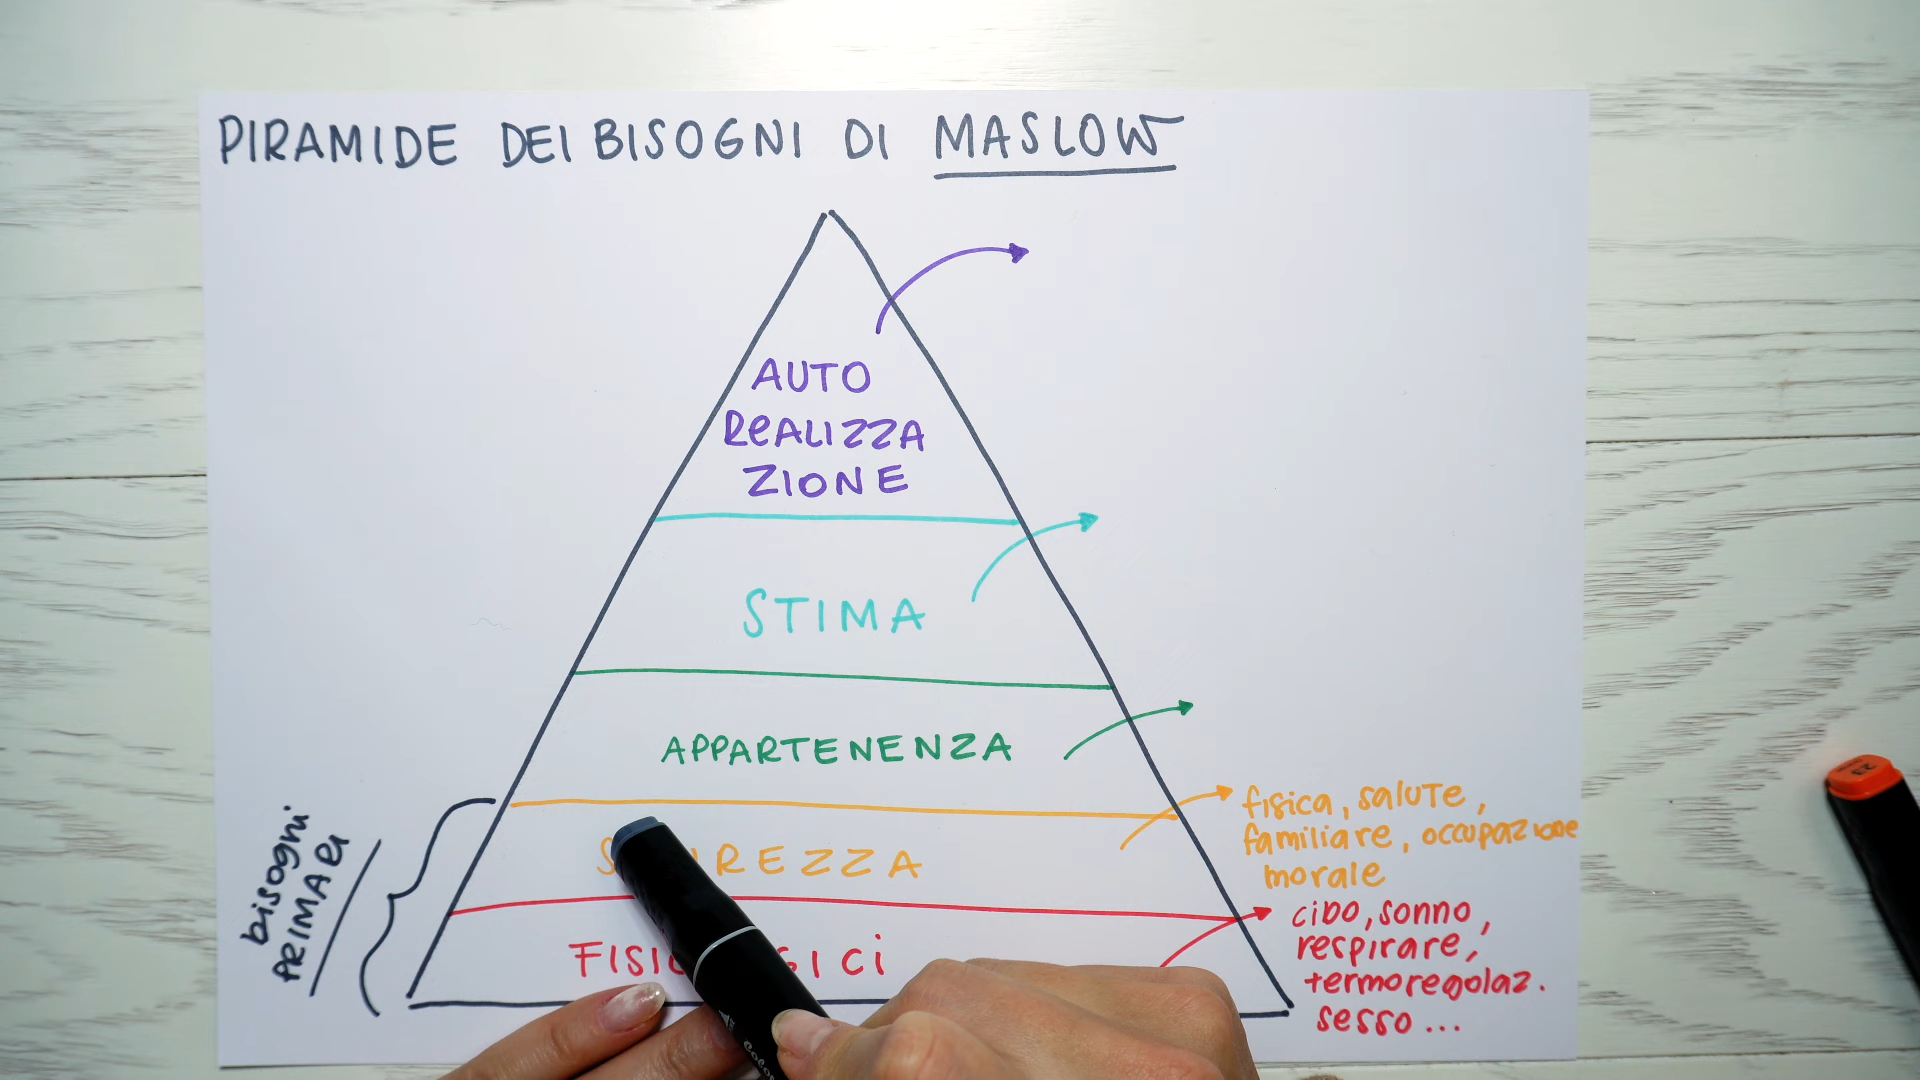 PIRAMIDE DEI BISOGNI DI MASLOW
AUTO
REALIZZA
ZIONE
STIMA
APPARTENENZA
fisica, salute,
familiare, occupazione
morale
cibo, sonno,
respirare,
termoregolaz.
sesso...
bisogni
PRIMARI
23